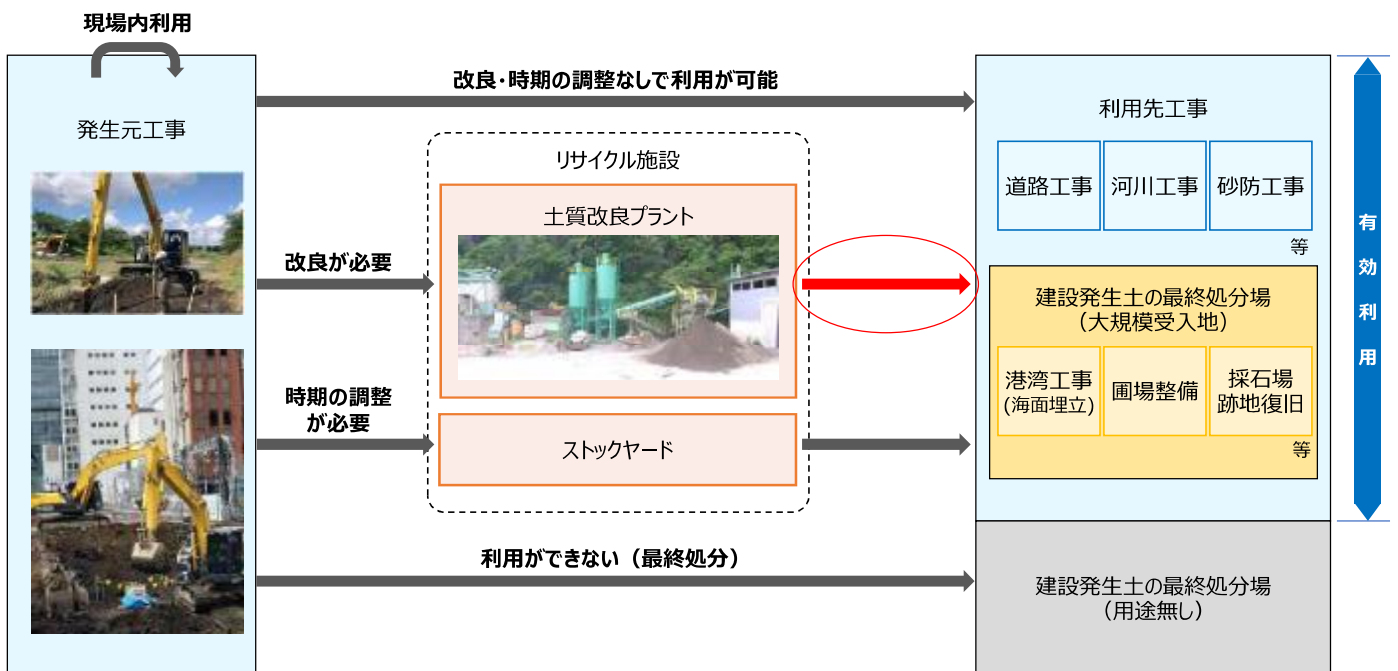 現場内利用
発生元工事
改良・時期の調整なしで利用が可能
改良が必要
時期の調整
が必要
利用ができない（最終処分）
リサイクル施設
土質改良プラント
ストックヤード
利用先工事
道路工事
河川工事
砂防工事
等
建設発生土の最終処分場
（大規模受入地）
港湾工事
(海面埋立)
圃場整備
採石場
跡地復旧
等
建設発生土の最終処分場
（用途無し）
有効利用